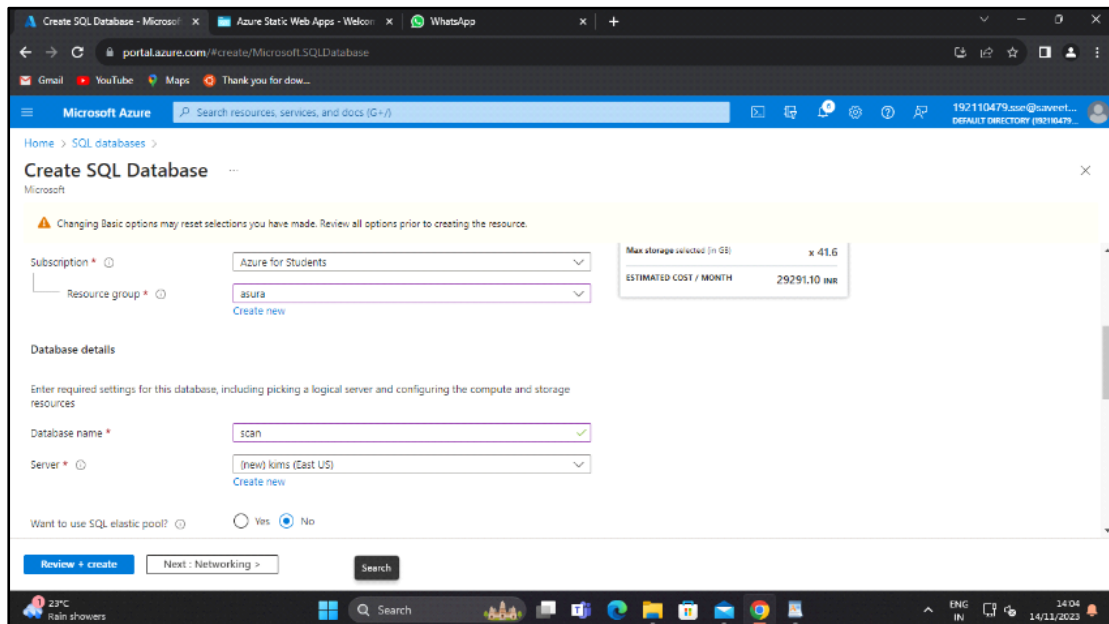 Create SQL Database - Microsof
Azure Static Web Apps - Welcom
WhatsApp
portal.azure.com/#create/Microsoft.SQLDatabase
Gmail YouTube Maps Thank you for dow...
Microsoft Azure
Search resources, services, and docs (G+/)
6
192110479.sse@saveet...
DEFAULT DIRECTORY (192110479...
Home > SQL databases >
Create SQL Database ...
Microsoft
Changing Basic options may reset selections you have made. Review all options prior to creating the resource.
Max storage selected (in GB) x 41.6
Subscription * Azure for Students
ESTIMATED COST / MONTH 29291.10 INR
Resource group * asura
Create new
Database details
Enter required settings for this database, including picking a logical server and configuring the compute and storage
resources
Database name * scan
Server * (new) kims (East US)
Create new
Want to use SQL elastic pool? Yes No
Review + create
Next : Networking >
Search
1
23°C
Rain showers
Search
ENG
IN
14:04
14/11/2023